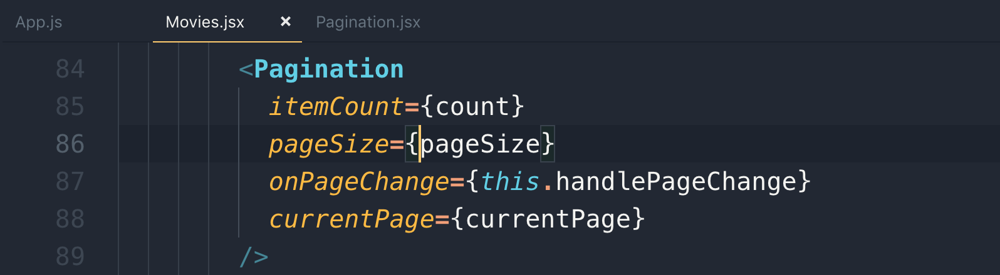 App.js Movies.jsx × Pagination.jsx
84 <Pagination
85 itemCount={count}
86 pageSize={pageSize}
87 onPageChange={this.handlePageChange}
88 currentPage={currentPage}
89 />